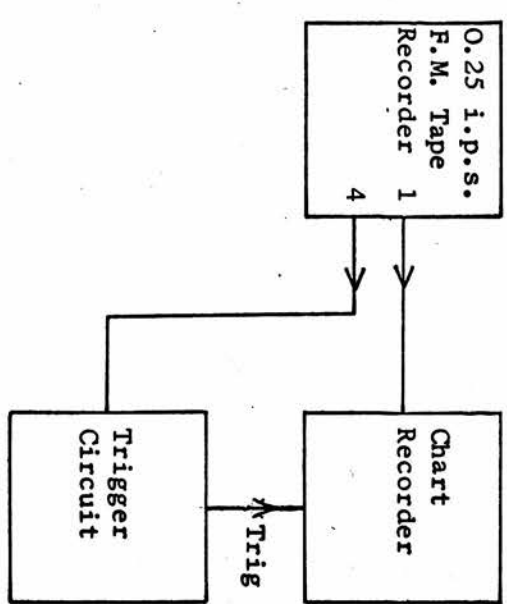 0.25 i.p.s.
F.M. Tape
Recorder 1
4
Chart
Recorder
Trig
Trigger
Circuit